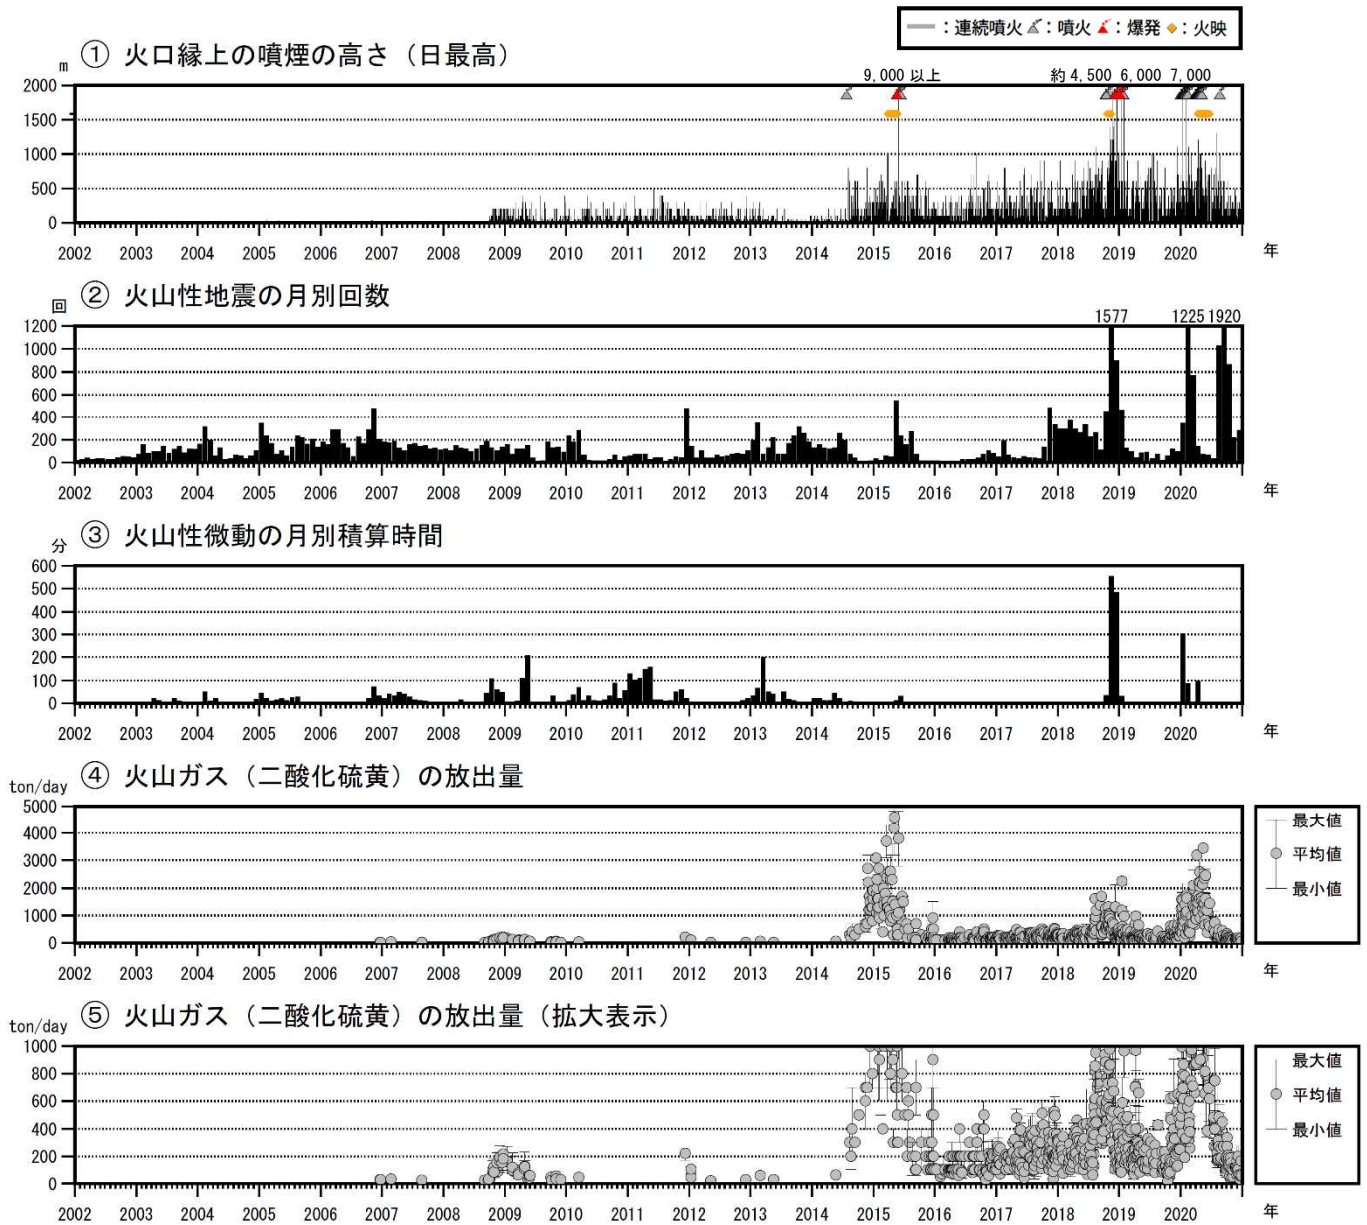 ━ : 連続噴火 : 噴火 : 爆発 : 火映
① 火口縁上の噴煙の高さ（日最高）
m
9,000 以上 約 4,500 6,000 7,000
2000
1500
1000
500
0
2002 2003 2004 2005 2006 2007 2008 2009 2010 2011 2012 2013 2014 2015 2016 2017 2018 2019 2020 年
② 火山性地震の月別回数
回
1577 1225 1920
1200
1000
800
600
400
200
0
2002 2003 2004 2005 2006 2007 2008 2009 2010 2011 2012 2013 2014 2015 2016 2017 2018 2019 2020 年
③ 火山性微動の月別積算時間
分
600
500
400
300
200
100
0
2002 2003 2004 2005 2006 2007 2008 2009 2010 2011 2012 2013 2014 2015 2016 2017 2018 2019 2020 年
④ 火山ガス（二酸化硫黄）の放出量
ton/day
5000
4000
3000
2000
1000
0
最大値
平均値
最小値
2002 2003 2004 2005 2006 2007 2008 2009 2010 2011 2012 2013 2014 2015 2016 2017 2018 2019 2020 年
⑤ 火山ガス（二酸化硫黄）の放出量（拡大表示）
ton/day
1000
800
600
400
200
0
最大値
平均値
最小値
2002 2003 2004 2005 2006 2007 2008 2009 2010 2011 2012 2013 2014 2015 2016 2017 2018 2019 2020 年